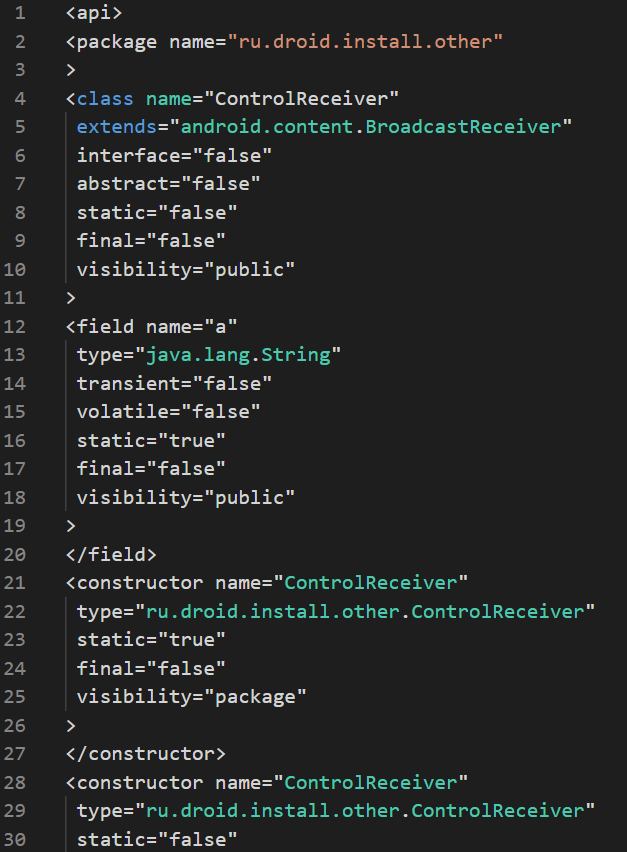 1 <api>
2 <package name="ru.droid.install.other"
3 >
4 <class name="ControlReceiver"
5 extends="android.content.BroadcastReceiver"
6 interface="false"
7 abstract="false"
8 static="false"
9 final="false"
10 visibility="public"
11 >
12 <field name="a"
13 type="java.lang.String"
14 transient="false"
15 volatile="false"
16 static="true"
17 final="false"
18 visibility="public"
19 >
20 </field>
21 <constructor name="ControlReceiver"
22 type="ru.droid.install.other.ControlReceiver"
23 static="true"
24 final="false"
25 visibility="package"
26 >
27 </constructor>
28 <constructor name="ControlReceiver"
29 type="ru.droid.install.other.ControlReceiver"
30 static="false"